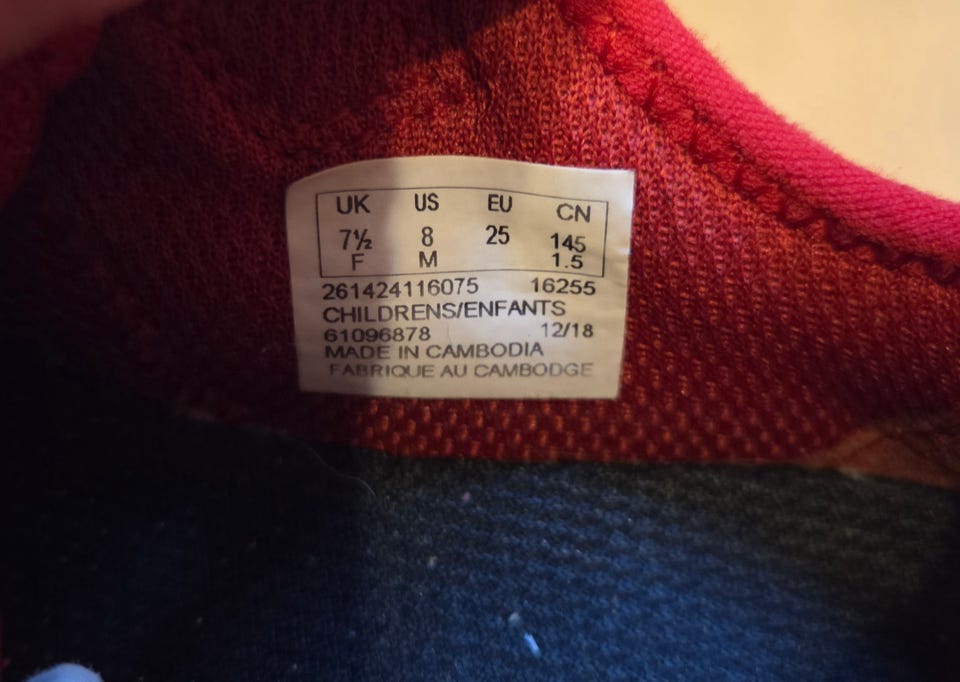 UK US EU CN
7½ 8 25 145
F M 1.5
261424116075 16255
CHILDRENS/ENFANTS
61096878 12/18
MADE IN CAMBODIA
FABRIQUE AU CAMBODGE